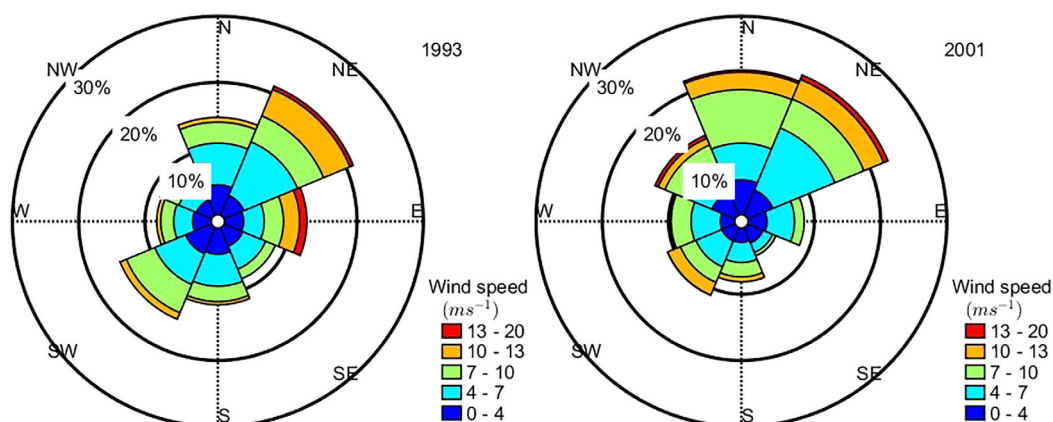 N
1993
NW
NE
30%
20%
10%
W
E
SW
SE
S
Wind speed
(ms⁻¹)
13 - 20
10 - 13
7 - 10
4 - 7
0 - 4
N
2001
NW
NE
30%
20%
10%
W
E
SW
SE
S
Wind speed
(ms⁻¹)
13 - 20
10 - 13
7 - 10
4 - 7
0 - 4